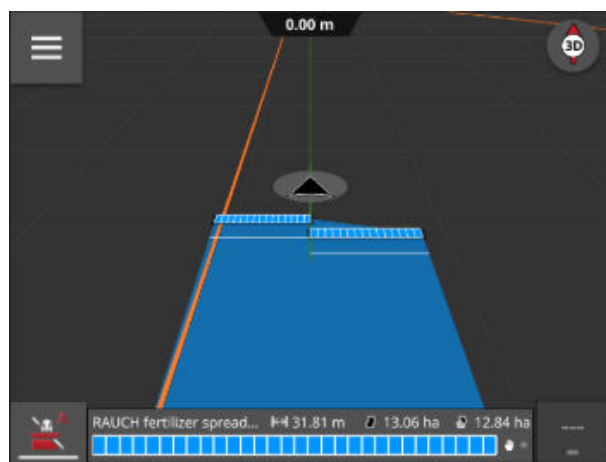 0.00 m
3D
A
RAUCH fertilizer spread... 31.81 m 13.06 ha 12.84 ha
---